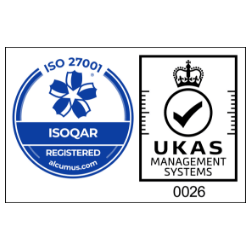 ISO 27001
ISOQAR
REGISTERED
alcumus.com
UKAS
MANAGEMENT
SYSTEMS
0026